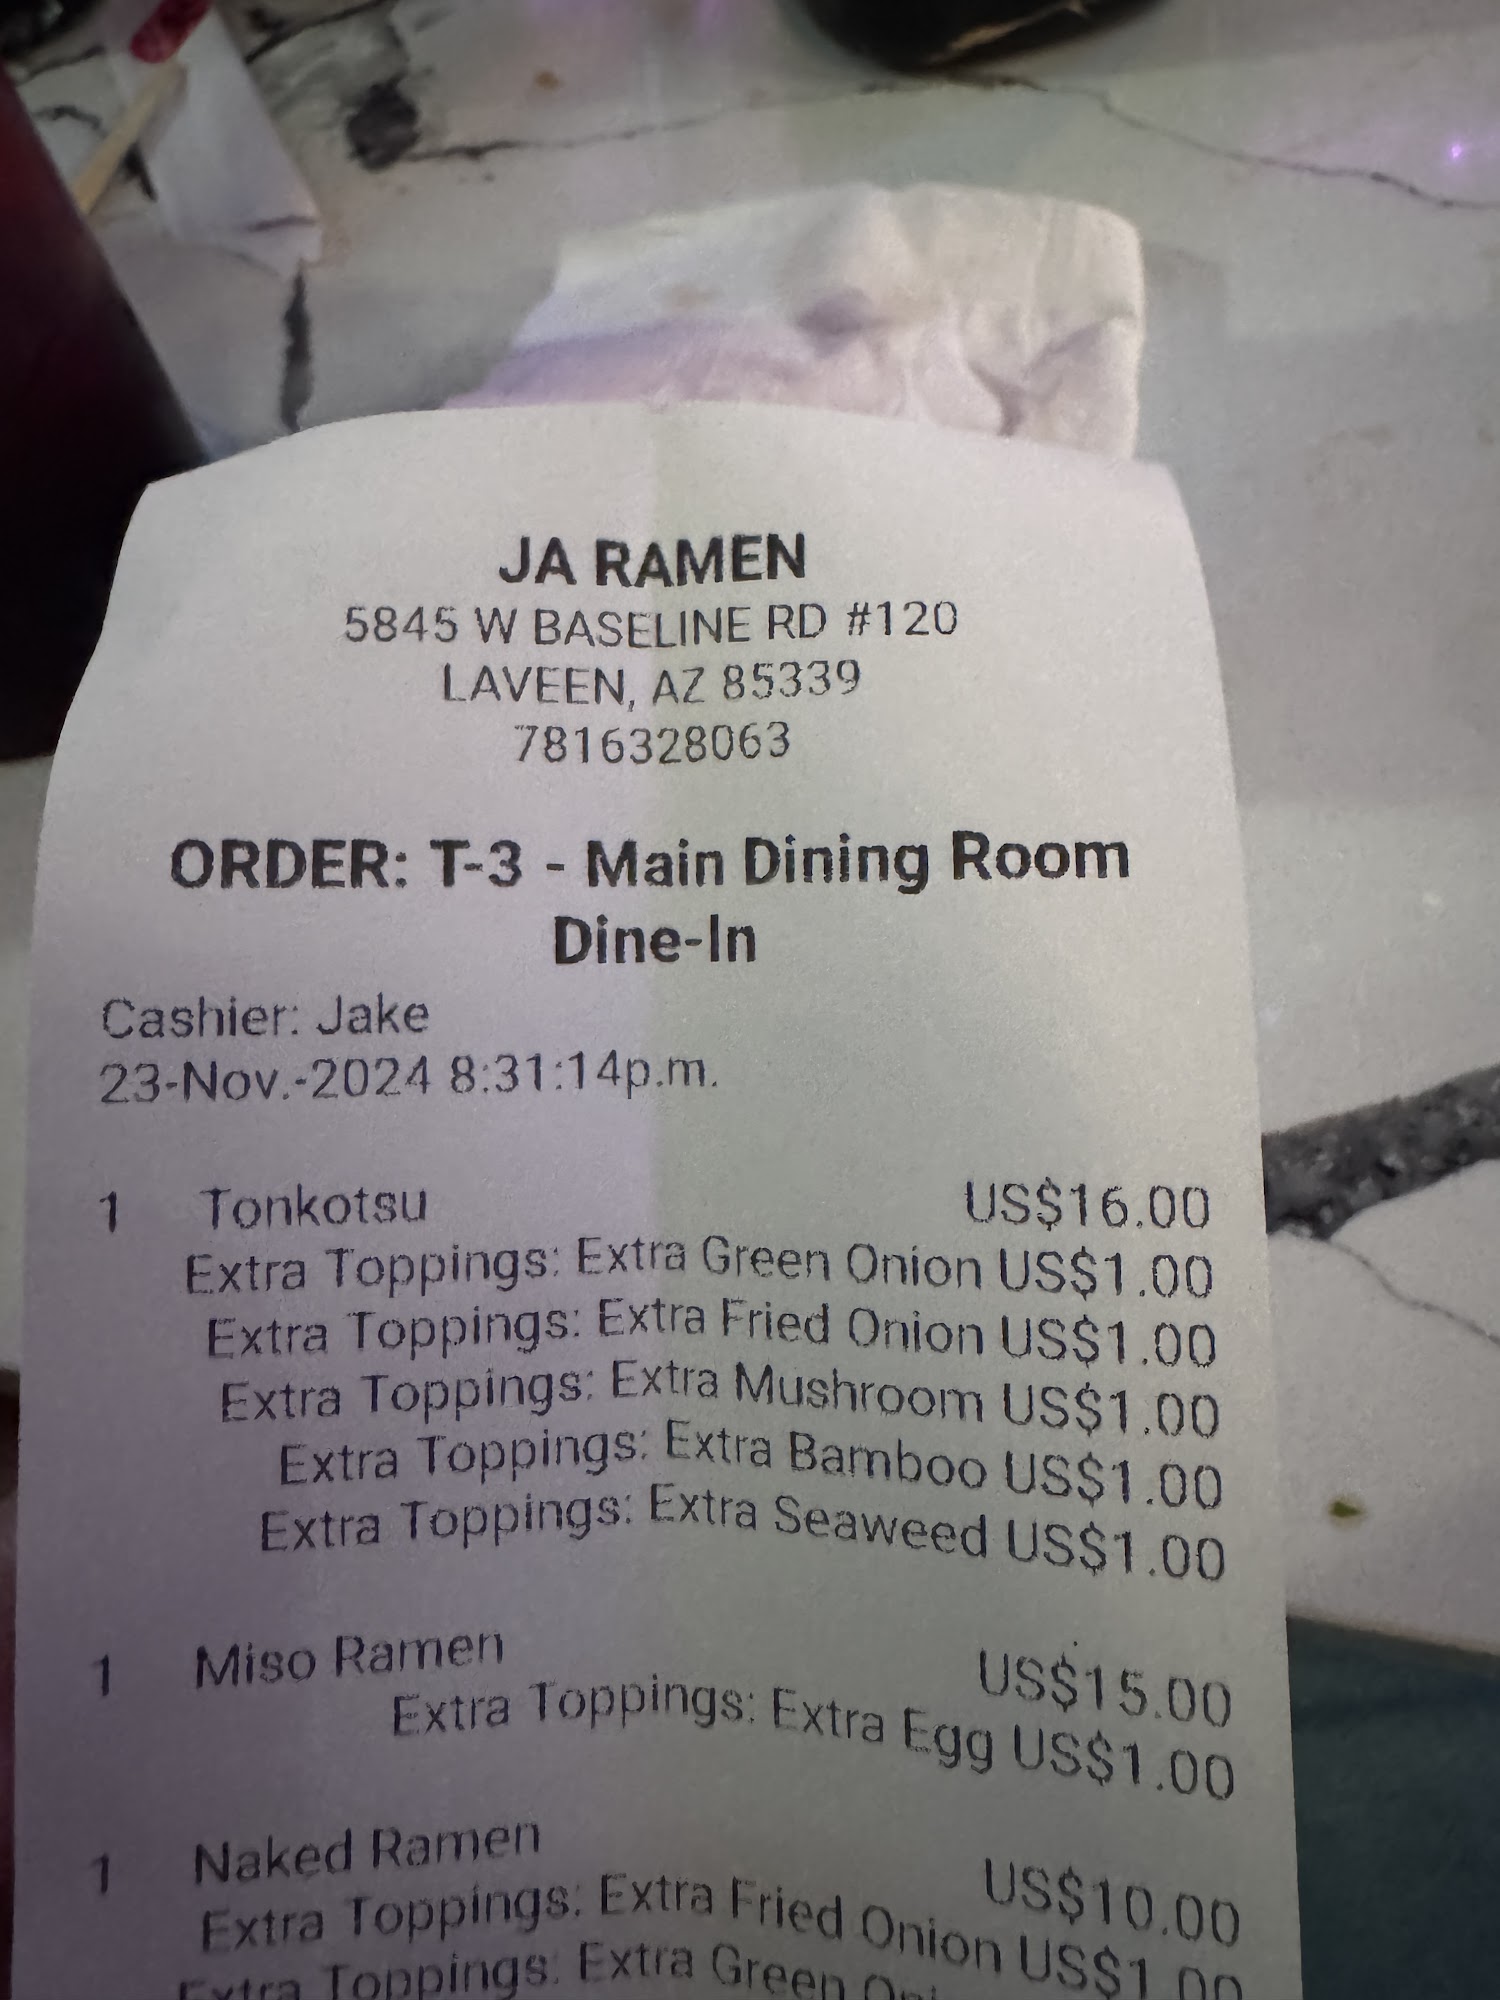 JA RAMEN
5845 W BASELINE RD #120
LAVEEN, AZ 85339
7816328063
ORDER: T-3 - Main Dining Room
Dine-In
Cashier: Jake
23-Nov.-2024 8:31:14p.m.
1 Tonkotsu US$16.00
Extra Toppings: Extra Green Onion US$1.00
Extra Toppings: Extra Fried Onion US$1.00
Extra Toppings: Extra Mushroom US$1.00
Extra Toppings: Extra Bamboo US$1.00
Extra Toppings: Extra Seaweed US$1.00
1 Miso Ramen US$15.00
Extra Toppings: Extra Egg US$1.00
1 Naked Ramen US$10.00
Extra Toppings: Extra Fried Onion US$1.00
Extra Toppings: Extra Green